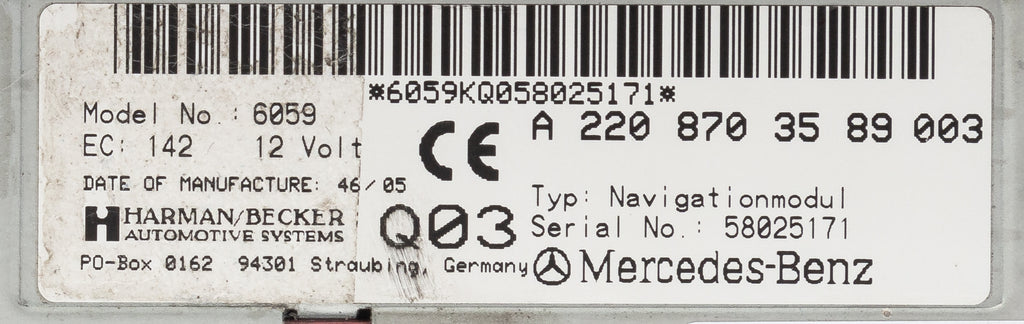 *6059KQ058025171*
Model No.: 6059
A 220 870 35 89 003
EC: 142 12 Volt
CE
DATE OF MANUFACTURE: 46/05
Typ: Navigationmodul
HARMAN/BECKER
AUTOMOTIVE SYSTEMS
Q03
Serial No.: 58025171
PO-Box 0162 94301 Straubing, Germany
Mercedes-Benz